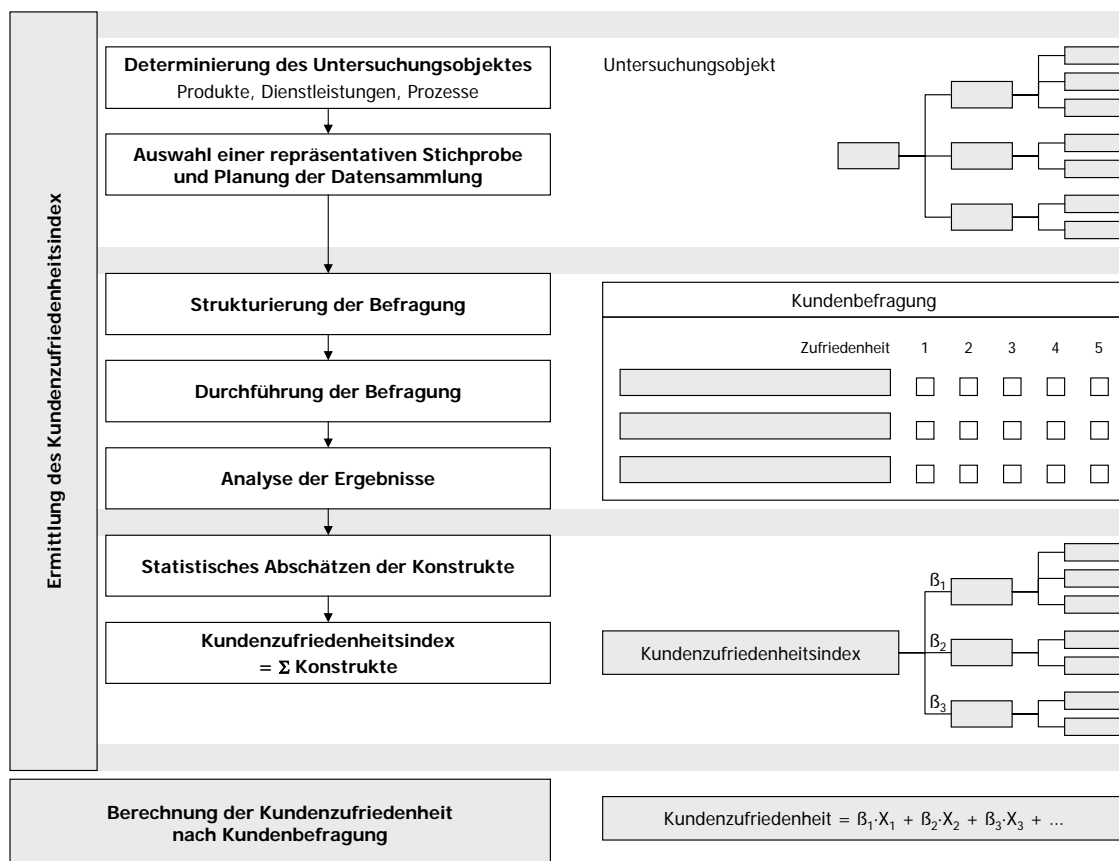 Ermittlung des Kundenzufriedenheitsindex
Determinierung des Untersuchungsobjektes
Produkte, Dienstleistungen, Prozesse
Untersuchungsobjekt
Auswahl einer repräsentativen Stichprobe
und Planung der Datensammlung
Strukturierung der Befragung
Kundenbefragung
Zufriedenheit 1 2 3 4 5
Durchführung der Befragung
Analyse der Ergebnisse
Statistisches Abschätzen der Konstrukte
ß₁
Kundenzufriedenheitsindex
= Σ Konstrukte
Kundenzufriedenheitsindex
ß₂
ß₃
Berechnung der Kundenzufriedenheit
nach Kundenbefragung
Kundenzufriedenheit = ß₁·X₁ + ß₂·X₂ + ß₃·X₃ + ...